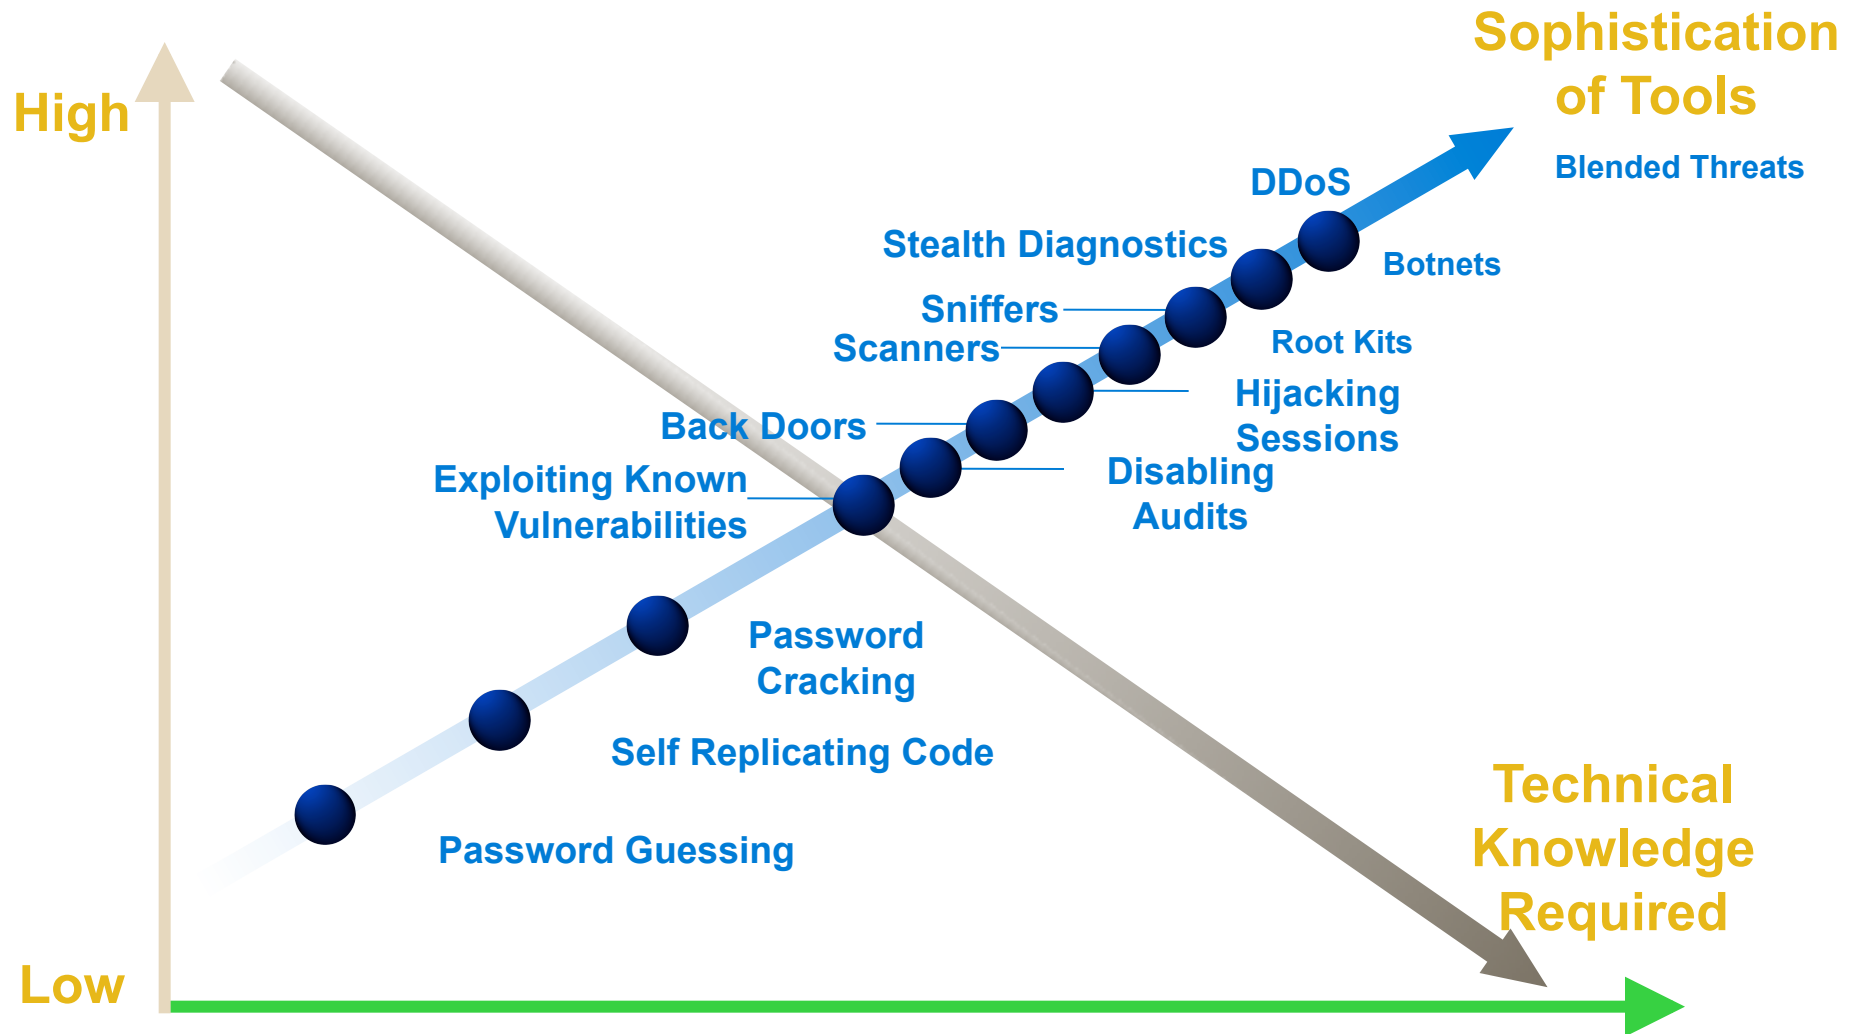 Sophistication
of Tools
High
Blended Threats
DDoS
Stealth Diagnostics
Botnets
Sniffers
Scanners
Root Kits
Hijacking
Sessions
Back Doors
Exploiting Known
Vulnerabilities
Disabling
Audits
Password
Cracking
Self Replicating Code
Password Guessing
Technical
Knowledge
Required
Low